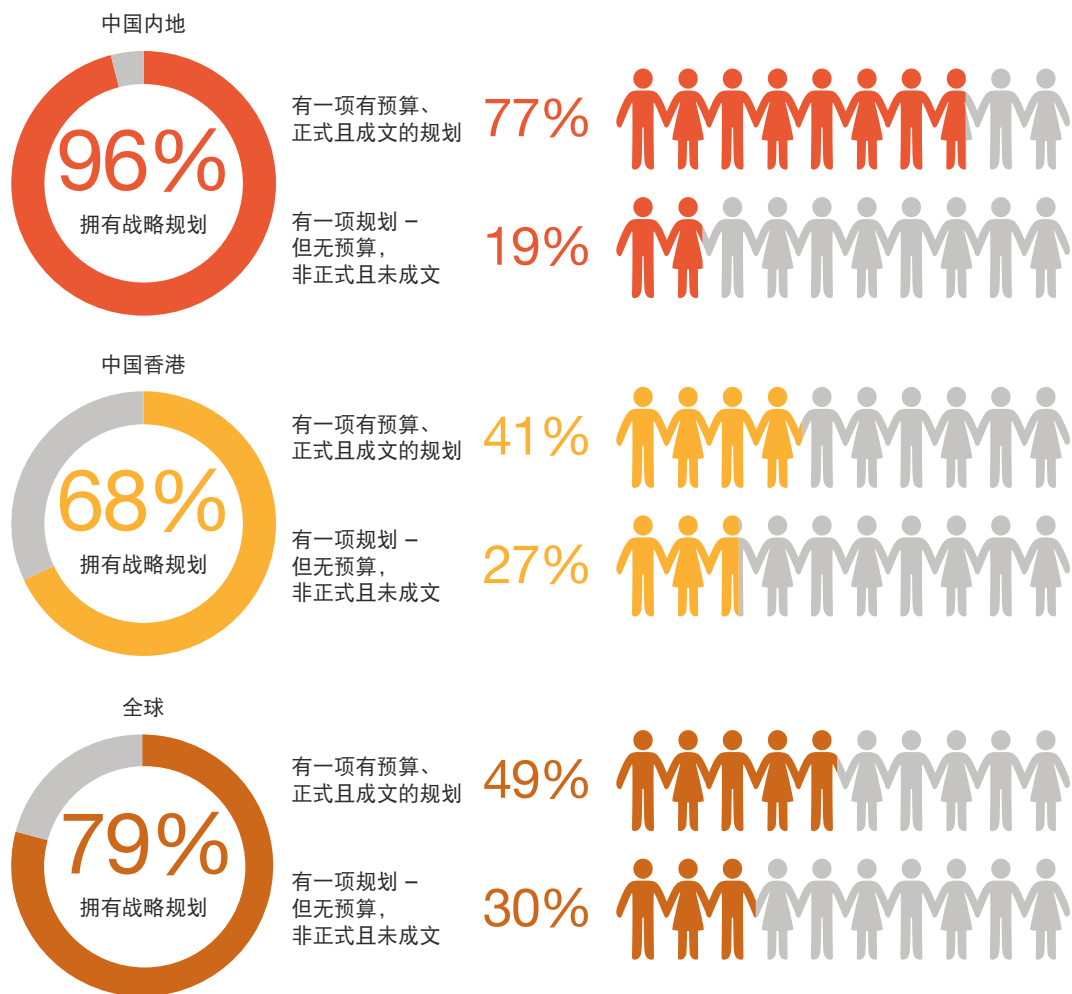 中国内地
96%
拥有战略规划
有一项有预算、
正式且成文的规划
77%
有一项规划 –
但无预算，
非正式且未成文
19%
中国香港
68%
拥有战略规划
有一项有预算、
正式且成文的规划
41%
有一项规划 –
但无预算，
非正式且未成文
27%
全球
79%
拥有战略规划
有一项有预算、
正式且成文的规划
49%
有一项规划 –
但无预算，
非正式且未成文
30%